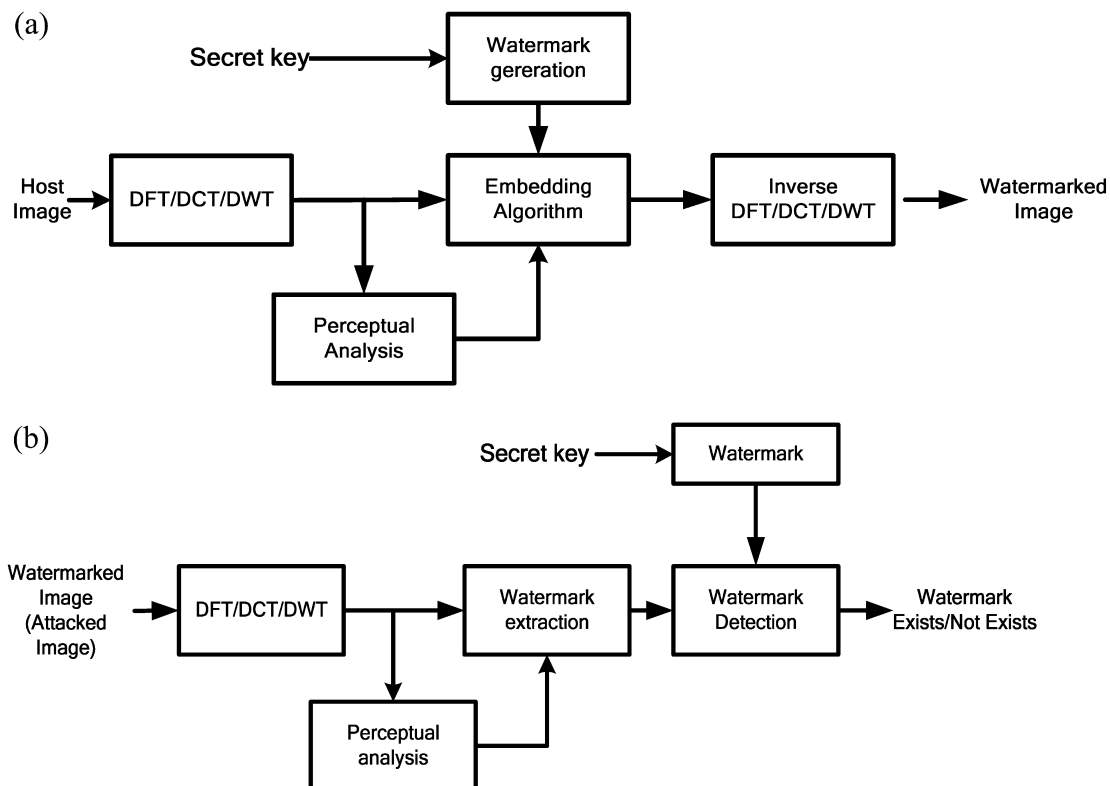 (a)
Secret key
Watermark
gereration
Host
Image
DFT/DCT/DWT
Embedding
Algorithm
Inverse
DFT/DCT/DWT
Watermarked
Image
Perceptual
Analysis
(b)
Secret key
Watermark
Watermarked
Image
(Attacked
Image)
DFT/DCT/DWT
Watermark
extraction
Watermark
Detection
Watermark
Exists/Not Exists
Perceptual
analysis